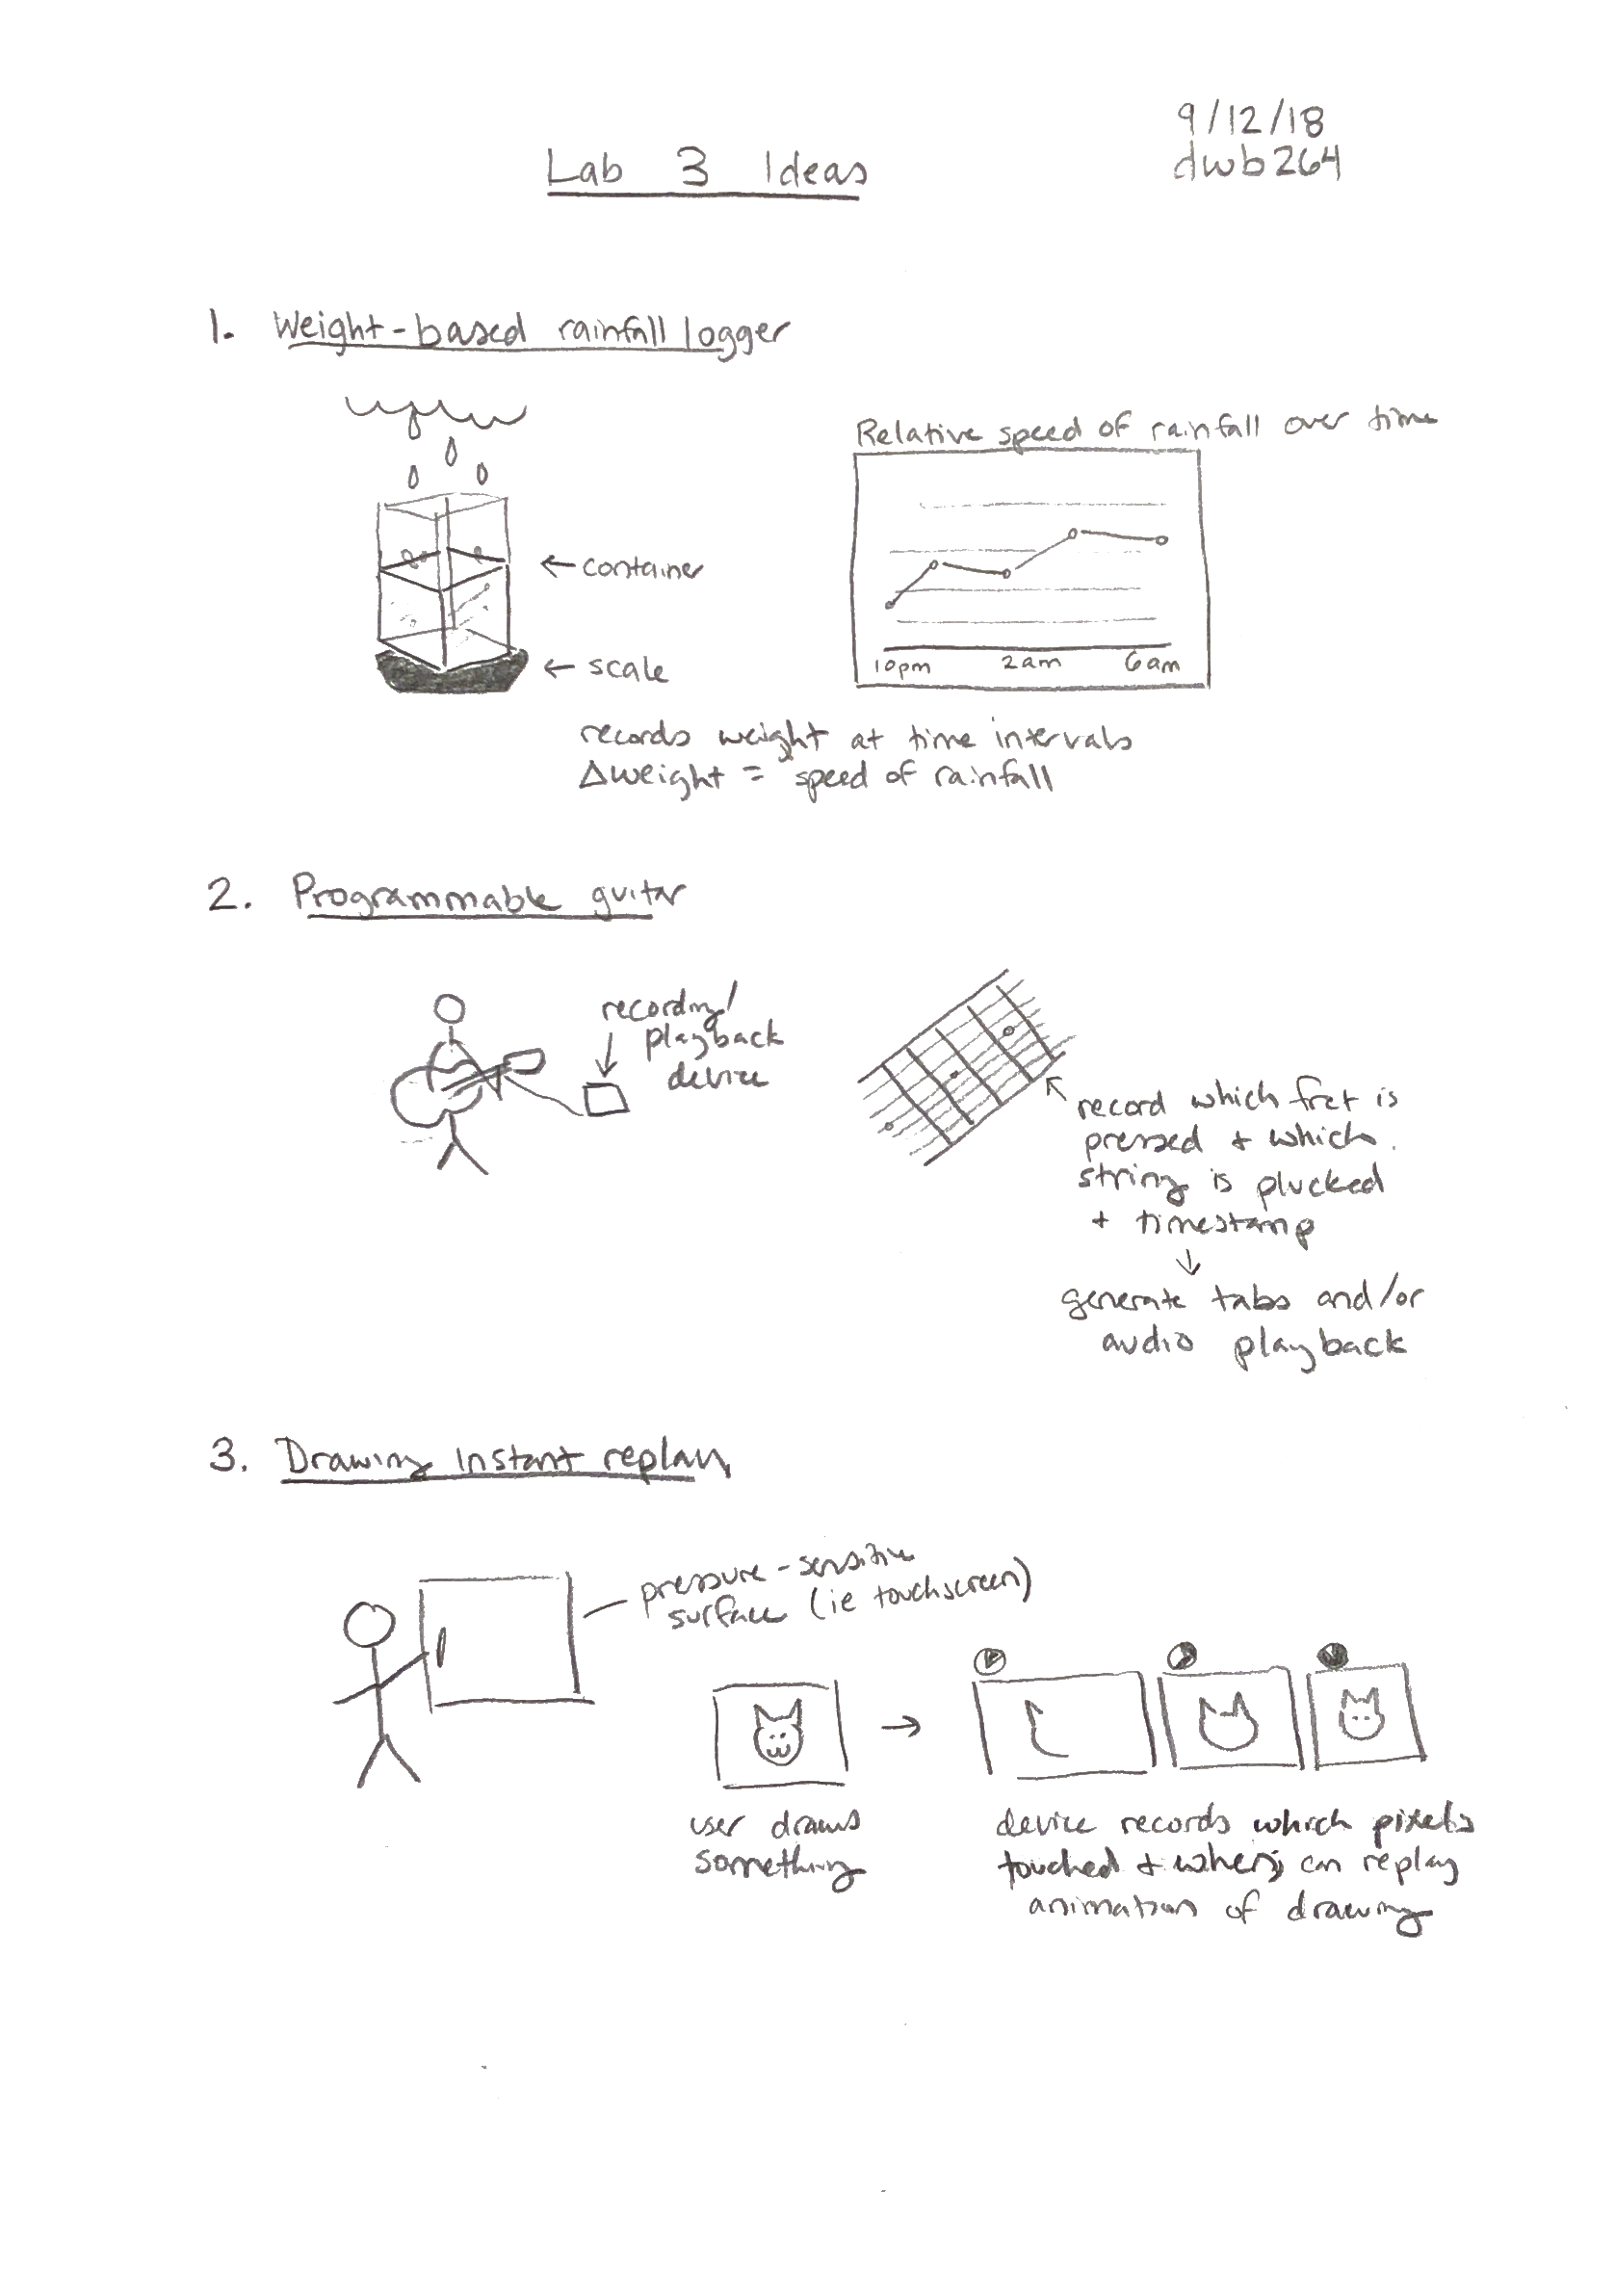 9/12/18
dwb264
Lab 3 Ideas
1. Weight-based rainfall logger
Relative speed of rainfall over time
← container
← scale
10pm 2am 6am
records weight at time intervals
Δweight = speed of rainfall
2. Programmable guitar
recording/
playback
device
record which fret is
pressed + which
string is plucked
+ timestamp
↓
generate tabs and/or
audio playback
3. Drawing instant replay
pressure-sensitive
surface (ie touchscreen)
→
user draws
something
device records which pixels
touched + when; can replay
animation of drawing